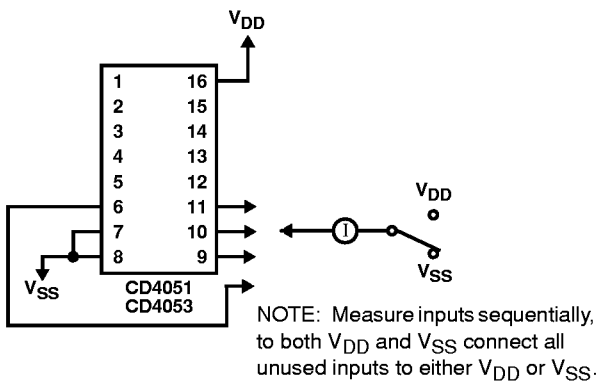 VDD
1 16
2 15
3 14
4 13
5 12
6 11
7 10
8 9
VSS
CD4051
CD4053
I
VDD
VSS
NOTE: Measure inputs sequentially,
to both VDD and VSS connect all
unused inputs to either VDD or VSS.